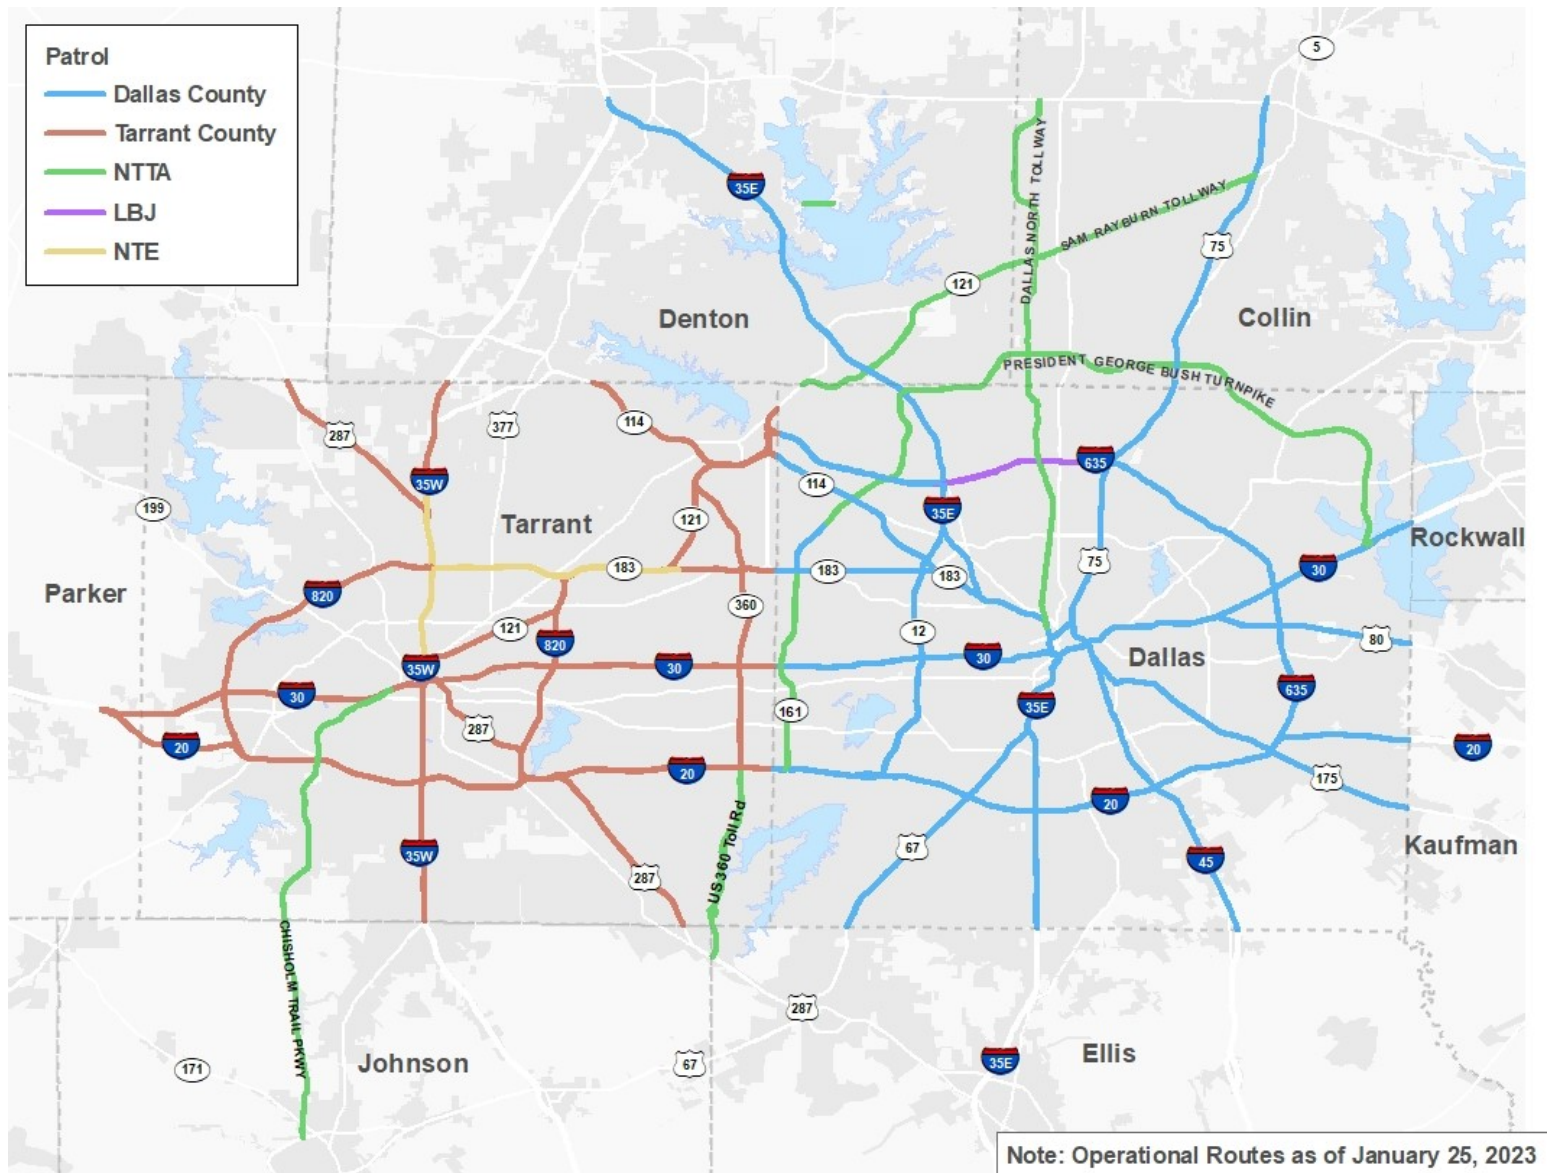 Patrol
Dallas County
Tarrant County
NTTA
LBJ
NTE
5
35E
DALLAS NORTH TOLLWAY
SAM RAYBURN TOLLWAY
75
121
Denton
Collin
PRESIDENT GEORGE BUSH TURNPIKE
287
377
114
635
35W
114
199
121
35E
Tarrant
Rockwall
75
30
183
183
183
Parker
820
360
121
12
80
820
30
Dallas
35W
30
30
635
161
35E
287
20
20
20
175
20
US 360 Toll Rd
Kaufman
35W
67
45
287
CHISHOLM TRAIL PKWY
287
Johnson
67
35E
Ellis
171
Note: Operational Routes as of January 25, 2023